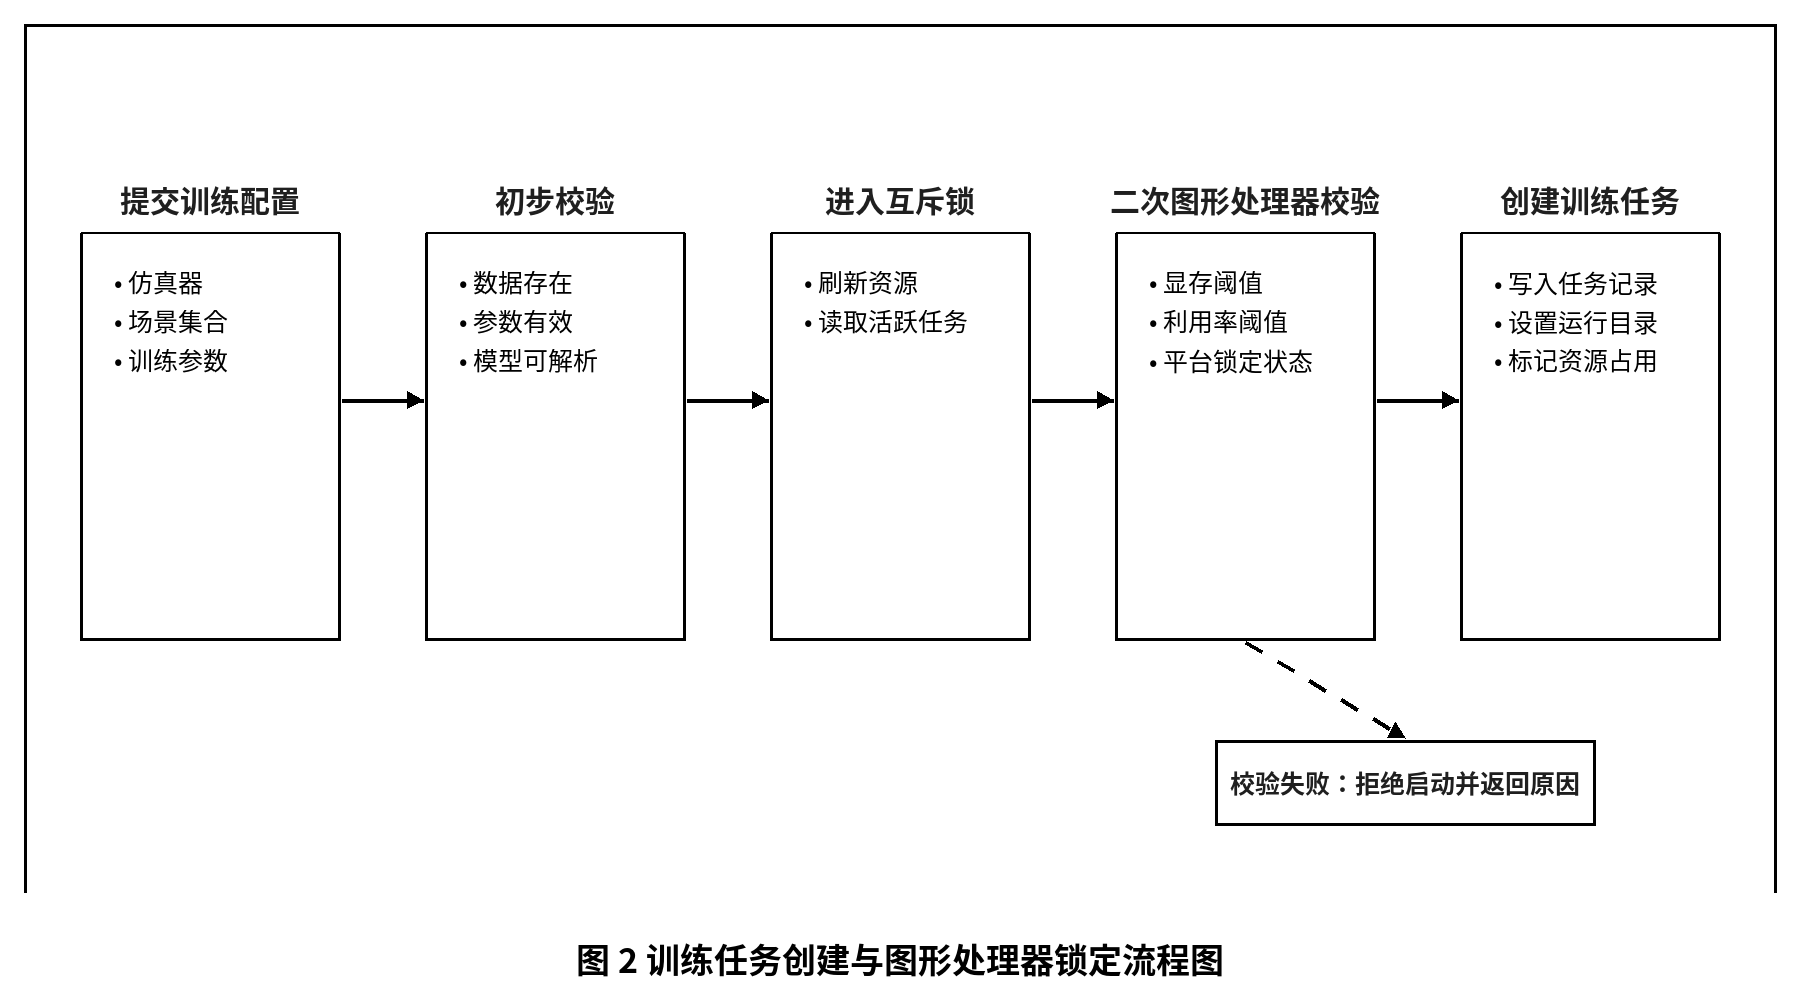 提交训练配置
• 仿真器
• 场景集合
• 训练参数
初步校验
• 数据存在
• 参数有效
• 模型可解析
进入互斥锁
• 刷新资源
• 读取活跃任务
二次图形处理器校验
• 显存阈值
• 利用率阈值
• 平台锁定状态
创建训练任务
• 写入任务记录
• 设置运行目录
• 标记资源占用
校验失败：拒绝启动并返回原因
图 2 训练任务创建与图形处理器锁定流程图